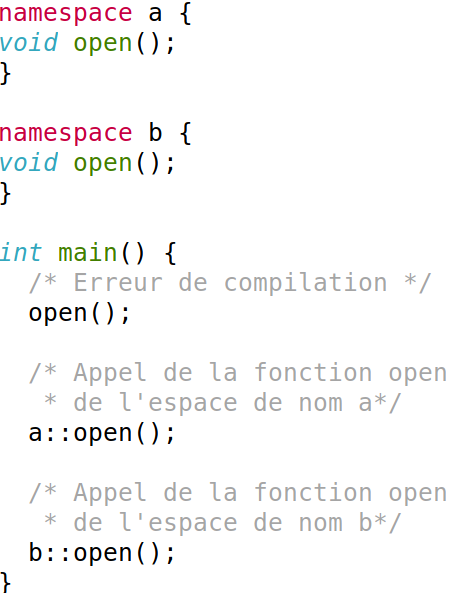 namespace a {
void open();
}

namespace b {
void open();
}

int main() {
  /* Erreur de compilation */
  open();

  /* Appel de la fonction open
   * de l'espace de nom a*/
  a::open();

  /* Appel de la fonction open
   * de l'espace de nom b*/
  b::open();
}